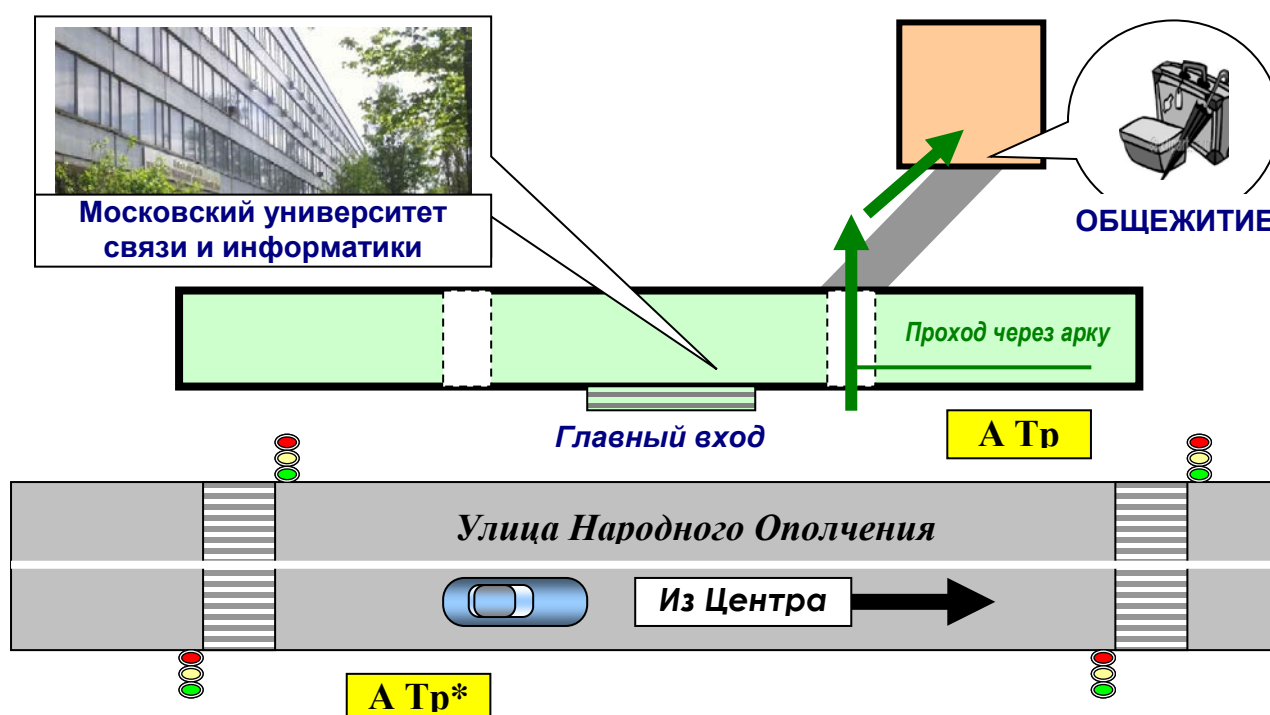 Московский университет
связи и информатики
ОБЩЕЖИТИЕ
Проход через арку
Главный вход
А Тр
Улица Народного Ополчения
Из Центра
А Тр*